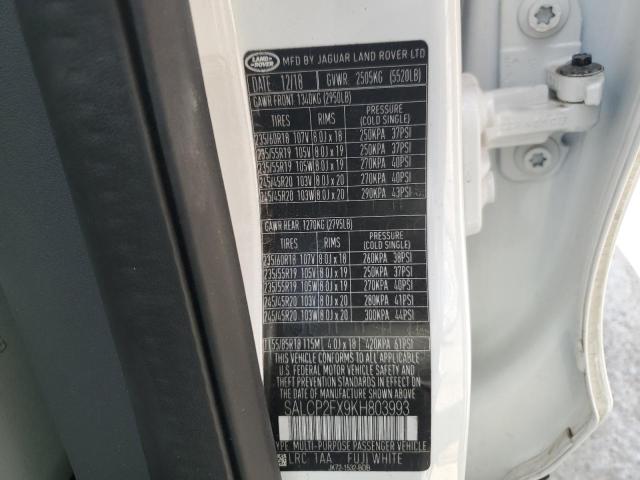 LAND ROVER
MFD BY JAGUAR LAND ROVER LTD
DATE 12/18 GVWR 2505KG (5520LB)
GAWR FRONT 1340KG (2950LB)
TIRES RIMS PRESSURE (COLD SINGLE)
235/60R18 107V 8.0J x 18 250KPA 37PSI
235/55R19 105V 8.0J x 19 250KPA 37PSI
235/55R19 105W 8.0J x 19 270KPA 40PSI
245/45R20 103V 8.0J x 20 270KPA 40PSI
245/45R20 103W 8.0J x 20 290KPA 43PSI
GAWR REAR 1270KG (2795LB)
TIRES RIMS PRESSURE (COLD SINGLE)
235/60R18 107V 8.0J x 18 260KPA 38PSI
235/55R19 105V 8.0J x 19 250KPA 37PSI
235/55R19 105W 8.0J x 19 270KPA 40PSI
245/45R20 103V 8.0J x 20 280KPA 41PSI
245/45R20 103W 8.0J x 20 300KPA 44PSI
T155/85R18 115M 4.0J x 18 420KPA 61PSI
THIS VEHICLE CONFORMS TO ALL APPLICABLE
U.S. FEDERAL MOTOR VEHICLE SAFETY
STANDARDS IN EFFECT ON THE DATE
OF MANUFACTURE SHOWN ABOVE
SALCP2FX9KH803993
TYPE MULTI-PURPOSE PASSENGER VEHICLE
LRC 1AA FUJI WHITE
JK72-1532-BDB